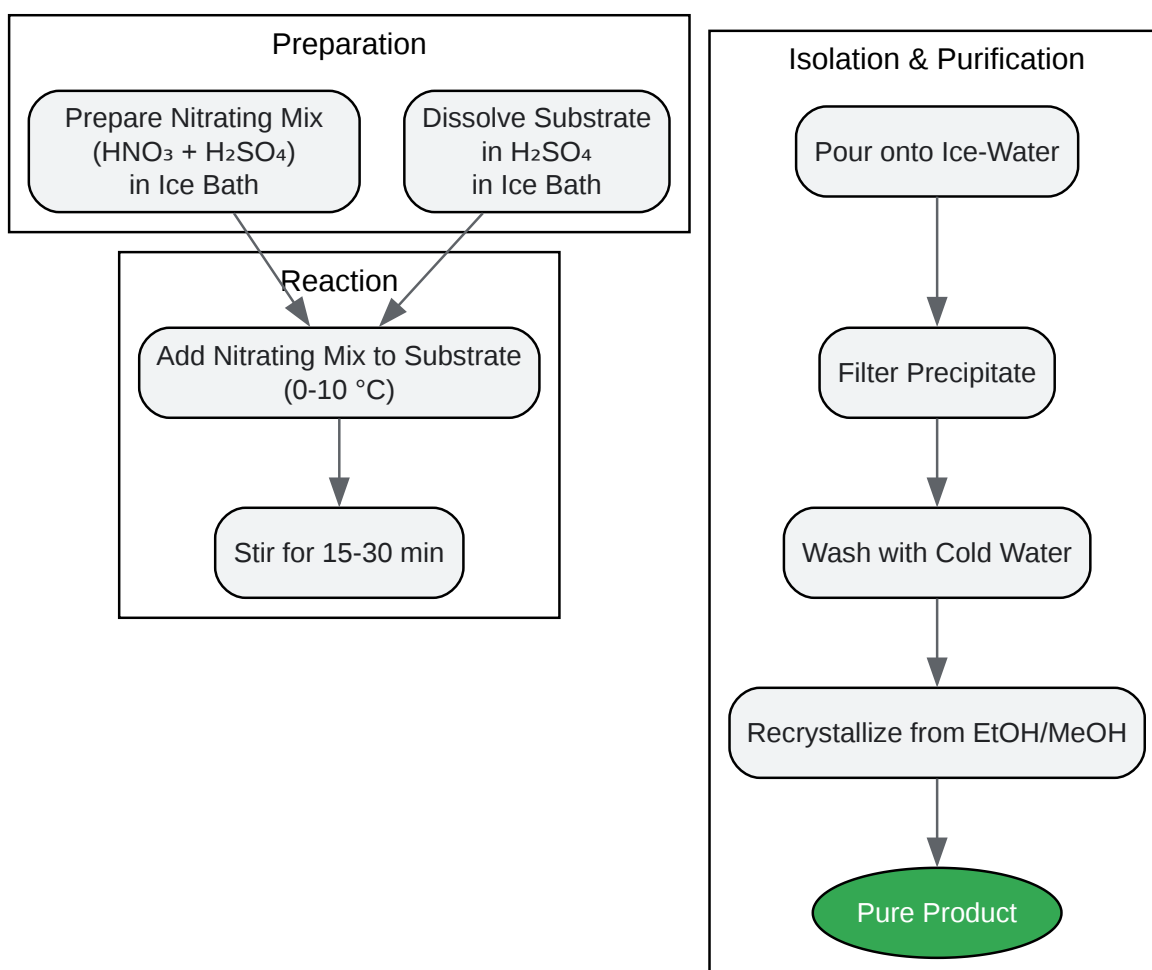 Preparation
Prepare Nitrating Mix
(HNO₃ + H₂SO₄)
in Ice Bath
Dissolve Substrate
in H₂SO₄
in Ice Bath
Reaction
Add Nitrating Mix to Substrate
(0-10 °C)
Stir for 15-30 min
Isolation & Purification
Pour onto Ice-Water
Filter Precipitate
Wash with Cold Water
Recrystallize from EtOH/MeOH
Pure Product